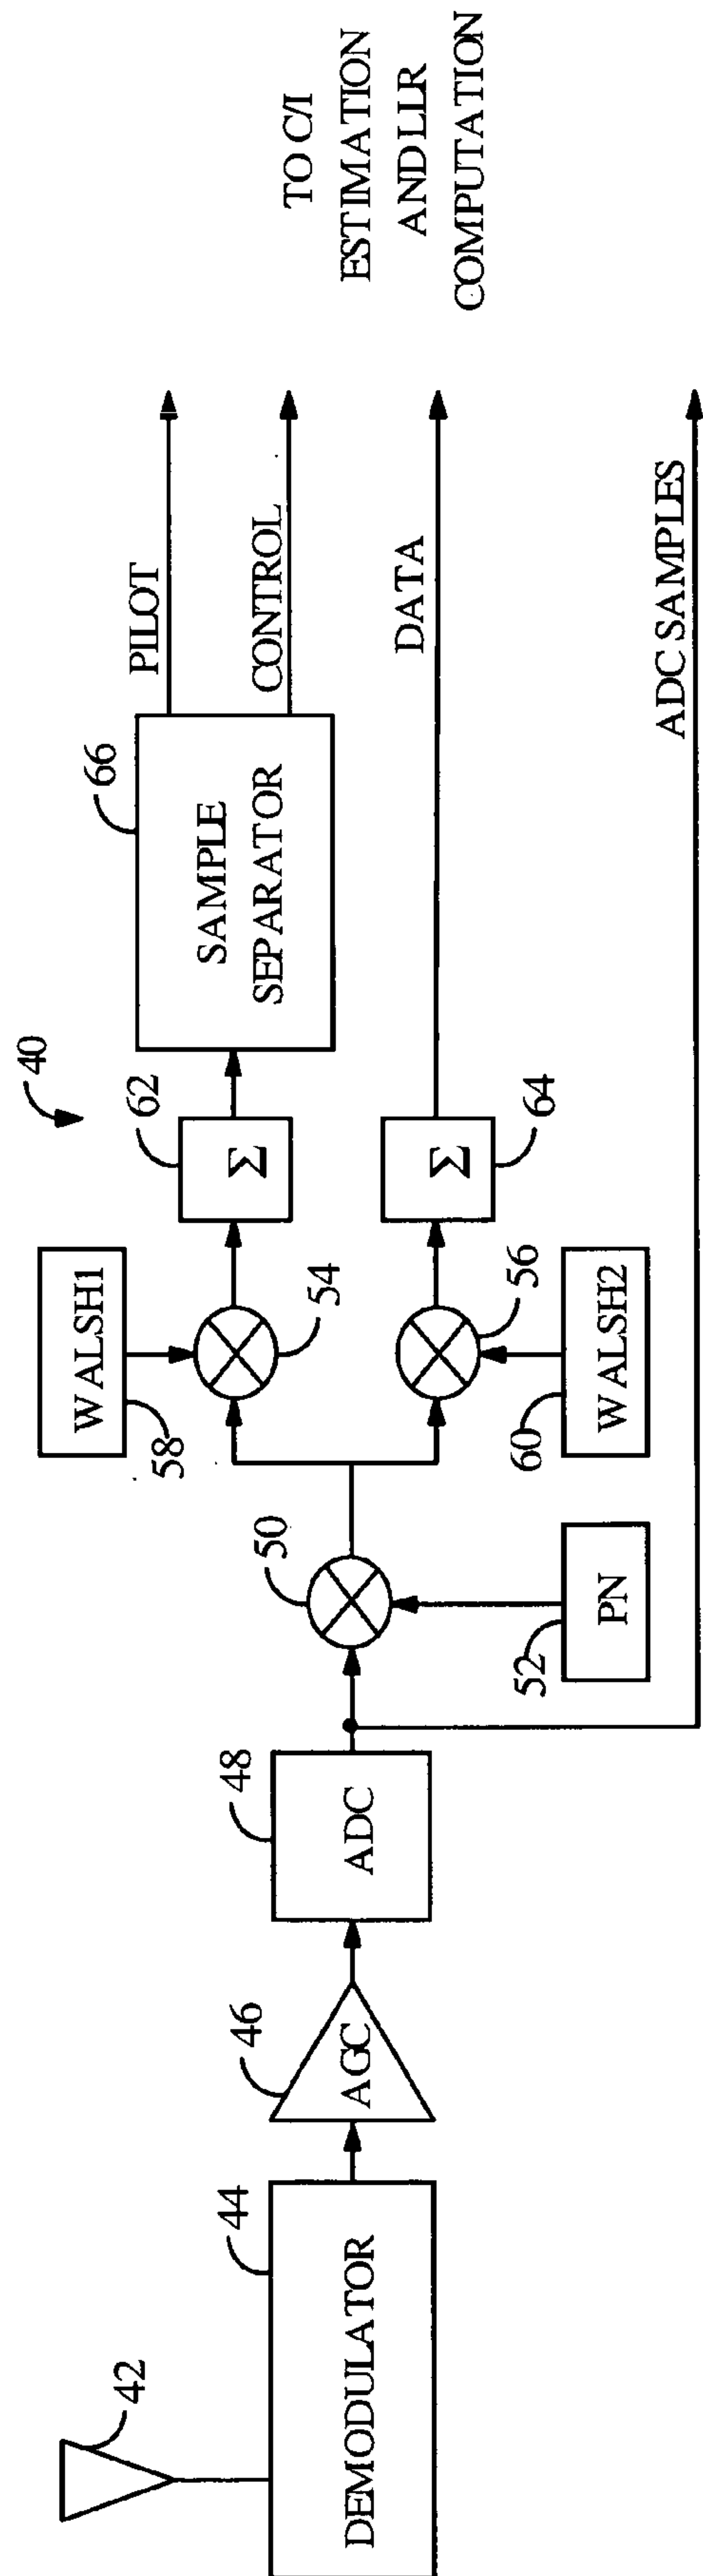 40
42
44
DEMODULATOR
46
AGC
48
ADC
50
52
PN
WALSH1
58
54
60
WALSH2
56
62
Σ
64
Σ
66
SAMPLE
SEPARATOR
PILOT
CONTROL
DATA
ADC SAMPLES
TO C/I
ESTIMATION
AND LLR
COMPUTATION